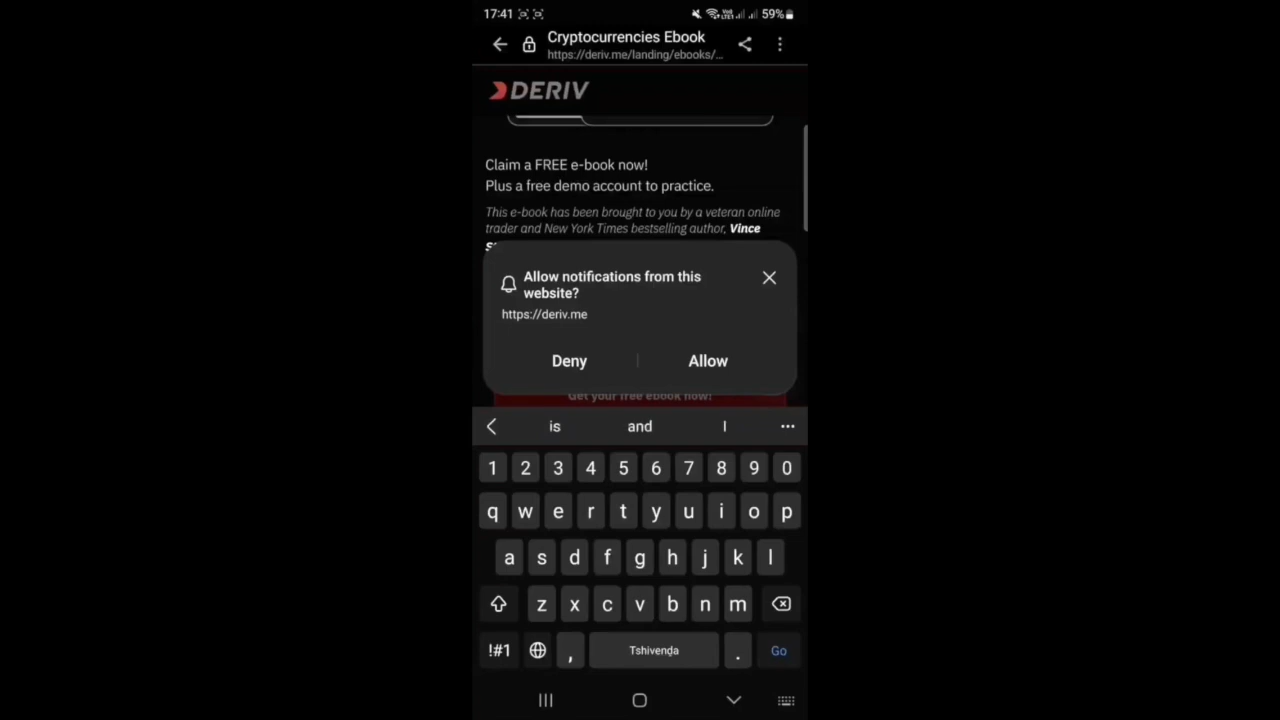 17:41 59%
Cryptocurrencies Ebook
https://deriv.me/landing/ebooks/...
DERIV
Claim a FREE e-book now!
Plus a free demo account to practice.
This e-book has been brought to you by a veteran online
trader and New York Times bestselling author, Vince
Allow notifications from this
website?
https://deriv.me
Deny Allow
Get your free ebook now!
is and I
1 2 3 4 5 6 7 8 9 0
q w e r t y u i o p
a s d f g h j k l
z x c v b n m
!#1 , Tshivenḓa . Go